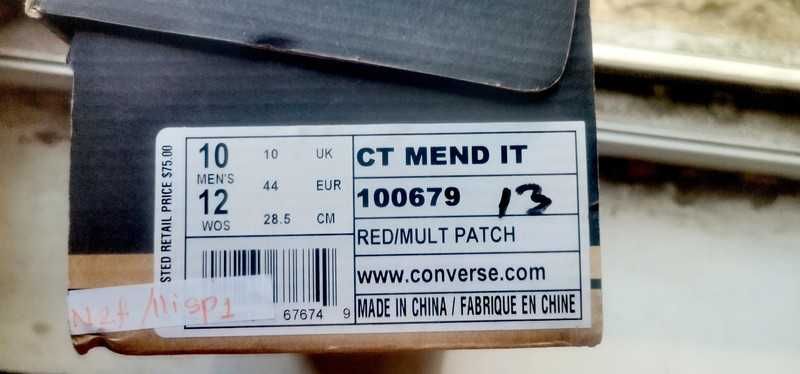 STED RETAIL PRICE $75.00
10 10 UK
MEN'S
44 EUR
12
WOS 28.5 CM
67674 9
CT MEND IT
100679 13
RED/MULT PATCH
www.converse.com
MADE IN CHINA / FABRIQUE EN CHINE